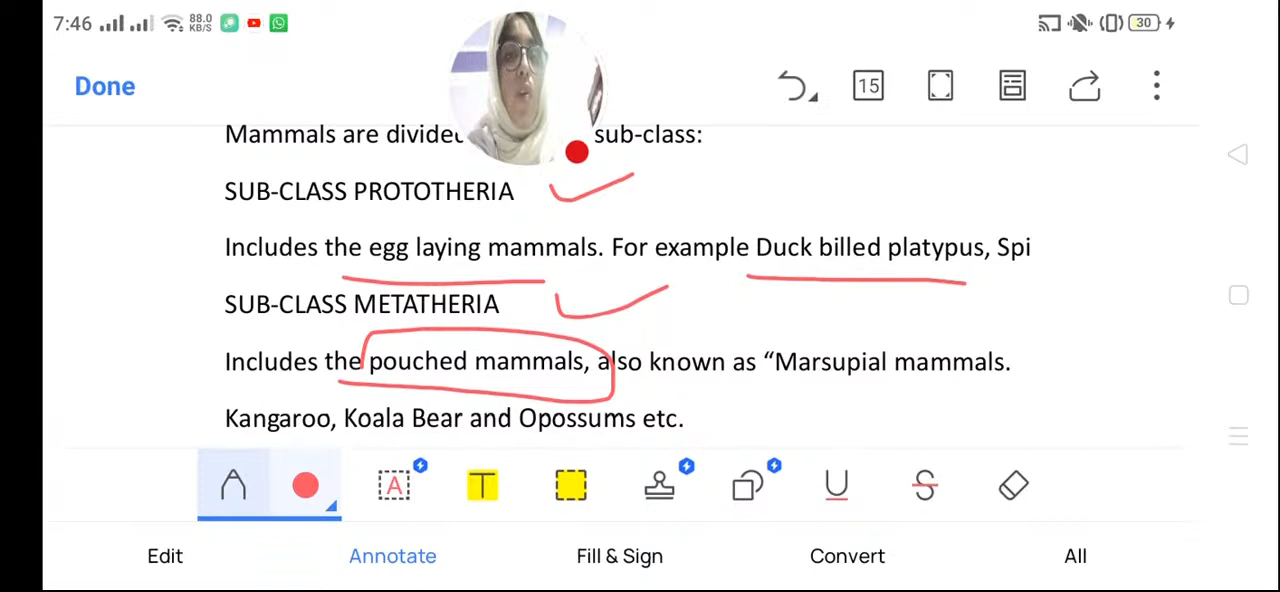 7:46 88.0 KB/S 30
Done 15
Mammals are divided sub-class:
SUB-CLASS PROTOTHERIA
Includes the egg laying mammals. For example Duck billed platypus, Spi
SUB-CLASS METATHERIA
Includes the pouched mammals, also known as “Marsupial mammals.
Kangaroo, Koala Bear and Opossums etc.
A T U S
Edit Annotate Fill & Sign Convert All